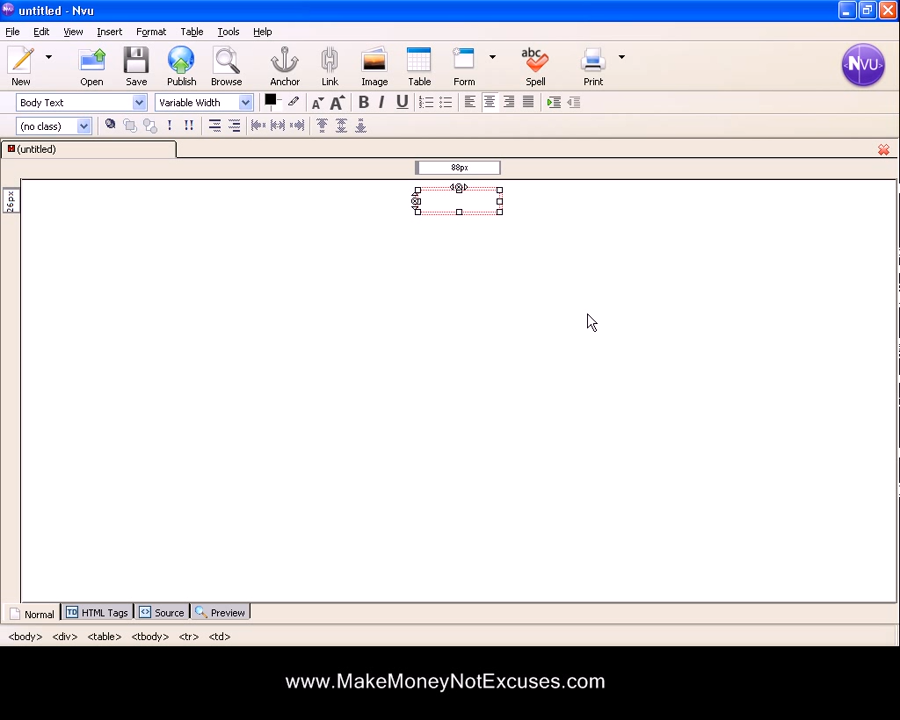 untitled - Nvu
File Edit View Insert Format Table Tools Help
New Open Save Publish Browse Anchor Link Image Table Form Spell Print
abc
NVU
Body Text Variable Width A A B I U
(no class) ! !!
(untitled)
88px
26px
Normal TD HTML Tags Source Preview
<body> <div> <table> <tbody> <tr> <td>
www.MakeMoneyNotExcuses.com